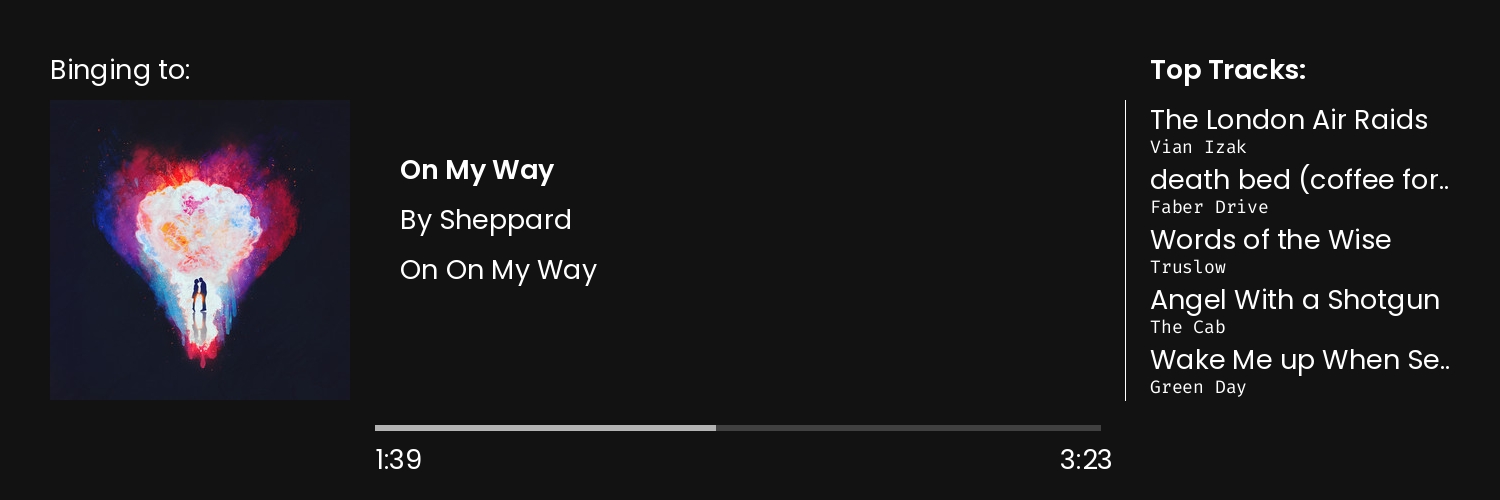 Binging to:
On My Way
By Sheppard
On On My Way
1:39
3:23
Top Tracks:
The London Air Raids
Vian Izak
death bed (coffee for..
Faber Drive
Words of the Wise
Truslow
Angel With a Shotgun
The Cab
Wake Me up When Se..
Green Day